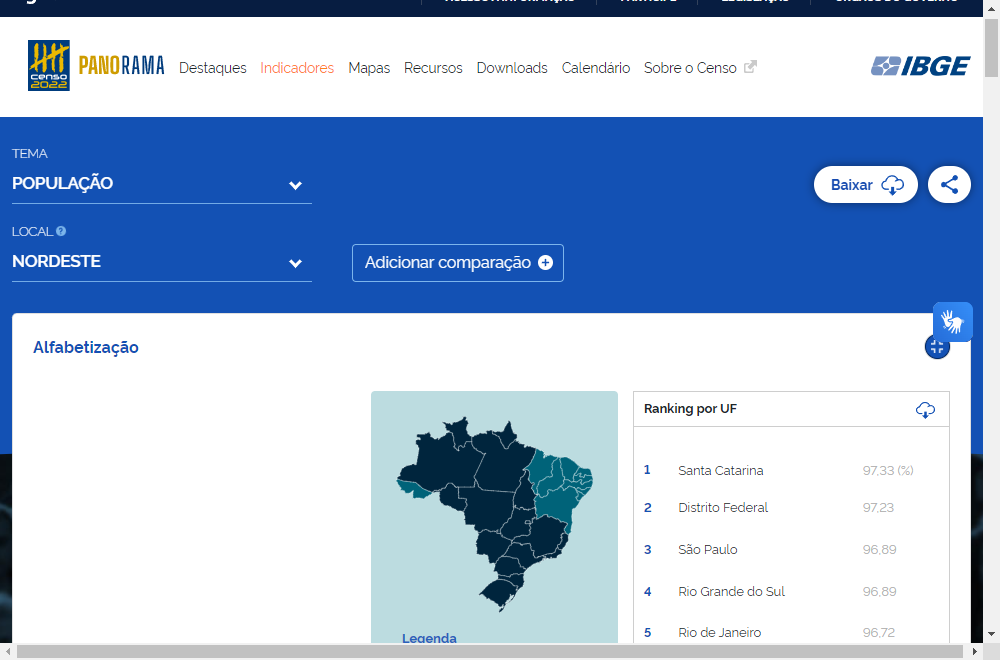 censo
2022
PANORAMA
Destaques Indicadores Mapas Recursos Downloads Calendário Sobre o Censo
IBGE
TEMA
POPULAÇÃO
Baixar
LOCAL ?
NORDESTE
Adicionar comparação
Alfabetização
Ranking por UF
1 Santa Catarina 97,33 (%)
2 Distrito Federal 97,23
3 São Paulo 96,89
4 Rio Grande do Sul 96,89
5 Rio de Janeiro 96,72
Legenda